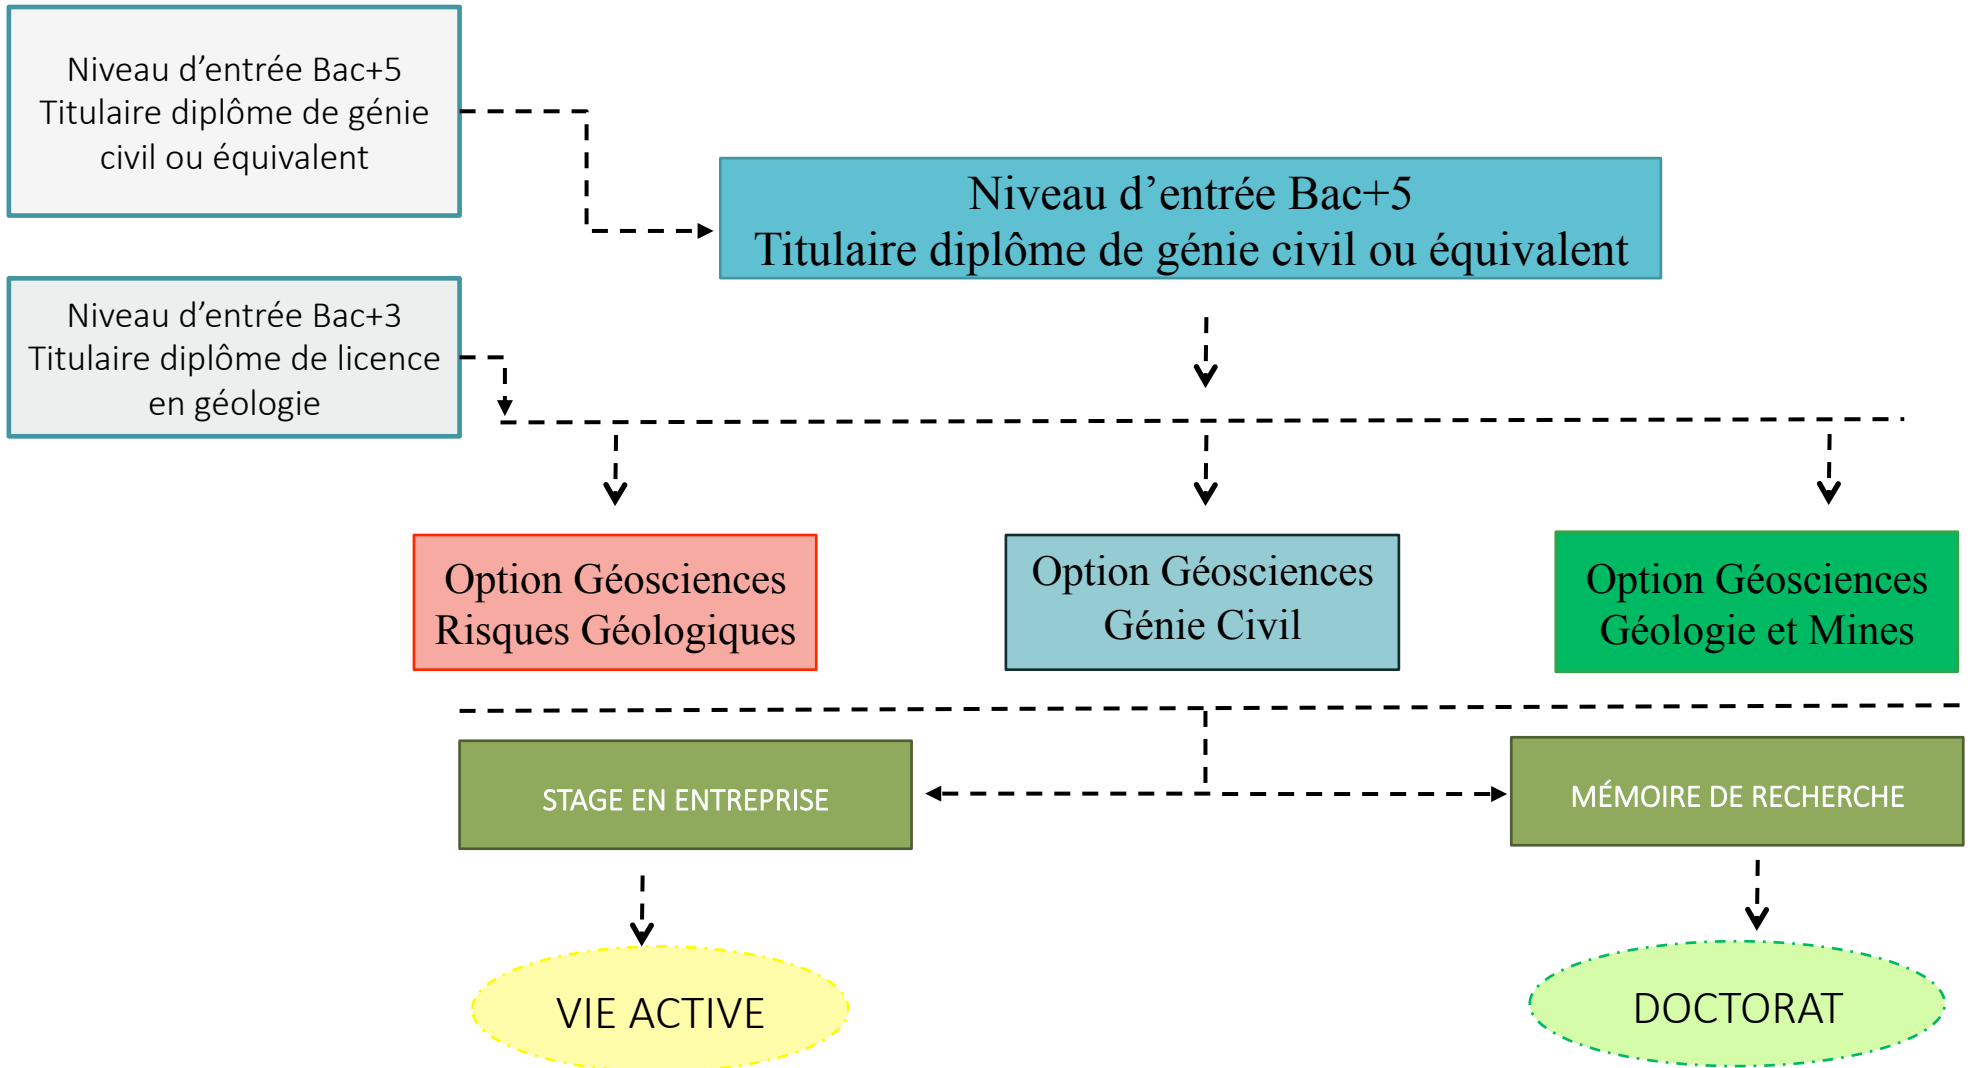 Niveau d’entrée Bac+5
Titulaire diplôme de génie
civil ou équivalent
Niveau d’entrée Bac+5
Titulaire diplôme de génie civil ou équivalent
Niveau d’entrée Bac+3
Titulaire diplôme de licence
en géologie
Option Géosciences
Risques Géologiques
Option Géosciences
Génie Civil
Option Géosciences
Géologie et Mines
STAGE EN ENTREPRISE
MÉMOIRE DE RECHERCHE
VIE ACTIVE
DOCTORAT